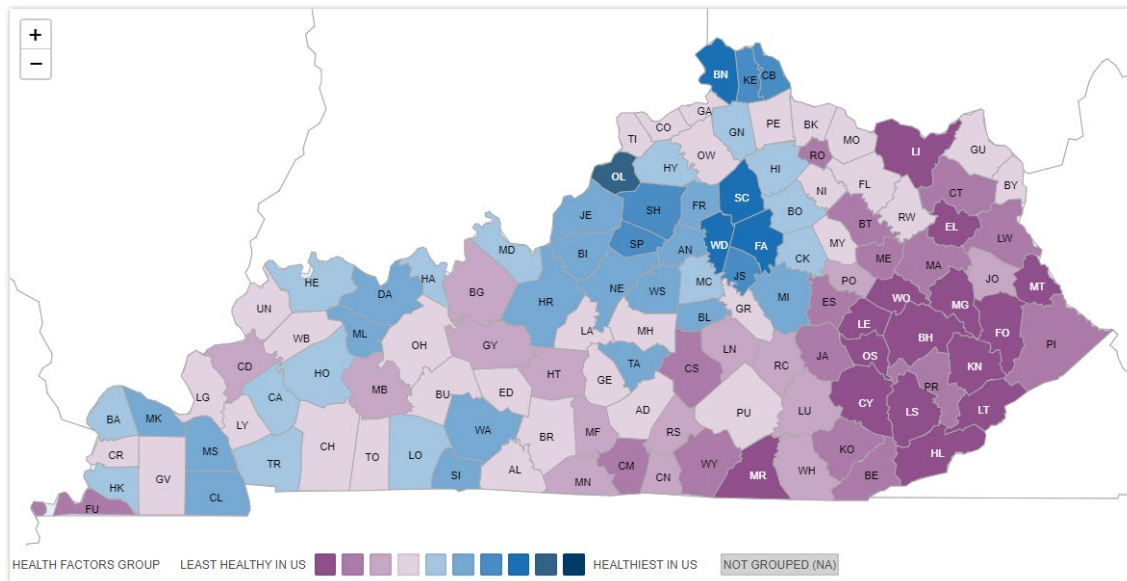 +
−
BN
KE
CB
GA
CO
TI
GN
PE
BK
MO
LI
GU
OW
RO
OL
HY
HI
FL
CT
BY
NI
SC
SH
FR
JE
BO
RW
BT
EL
LW
MD
BI
SP
AN
WD
FA
MY
ME
MA
JO
MT
CK
HE
HA
DA
BG
HR
NE
WS
MC
JS
MI
PO
ES
WO
MG
UN
WB
ML
OH
LA
MH
BL
GR
LE
BH
FO
PI
CD
GY
LN
JA
OS
KN
HO
MB
HT
GE
TA
CS
RC
PR
LG
CA
BU
ED
AD
PU
LU
CY
LS
LT
BA
MK
LY
WA
BR
MF
RS
CR
MS
TR
CH
TO
LO
SI
AL
MN
CM
CN
WY
MR
WH
KO
BE
HL
HK
GV
CL
FU
HEALTH FACTORS GROUP LEAST HEALTHY IN US HEALTHIEST IN US NOT GROUPED (NA)